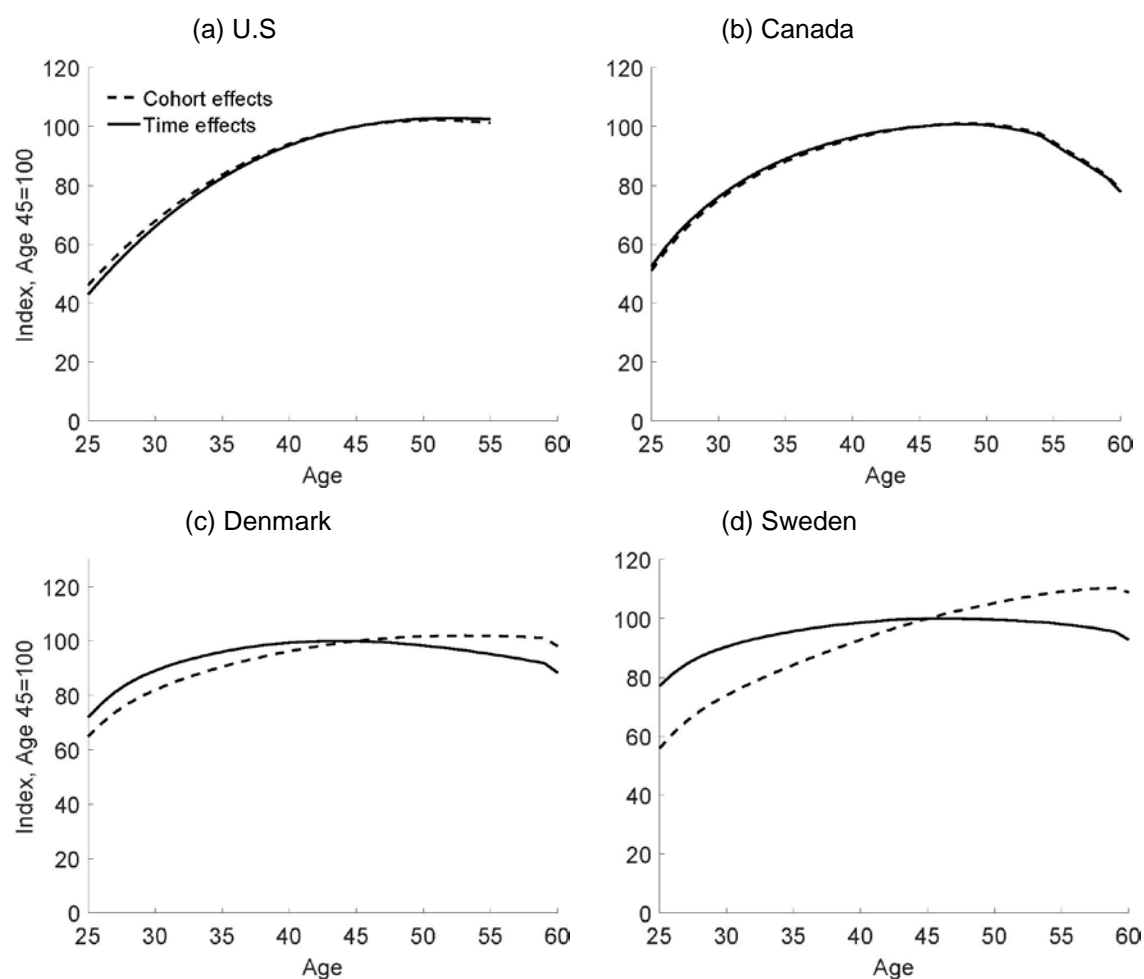 (a) U.S
120
100
80
60
40
20
0
Index, Age 45=100
Cohort effects
Time effects
25 30 35 40 45 50 55 60
Age
(b) Canada
120
100
80
60
40
20
0
25 30 35 40 45 50 55 60
Age
(c) Denmark
120
100
80
60
40
20
0
Index, Age 45=100
25 30 35 40 45 50 55 60
Age
(d) Sweden
120
100
80
60
40
20
0
25 30 35 40 45 50 55 60
Age